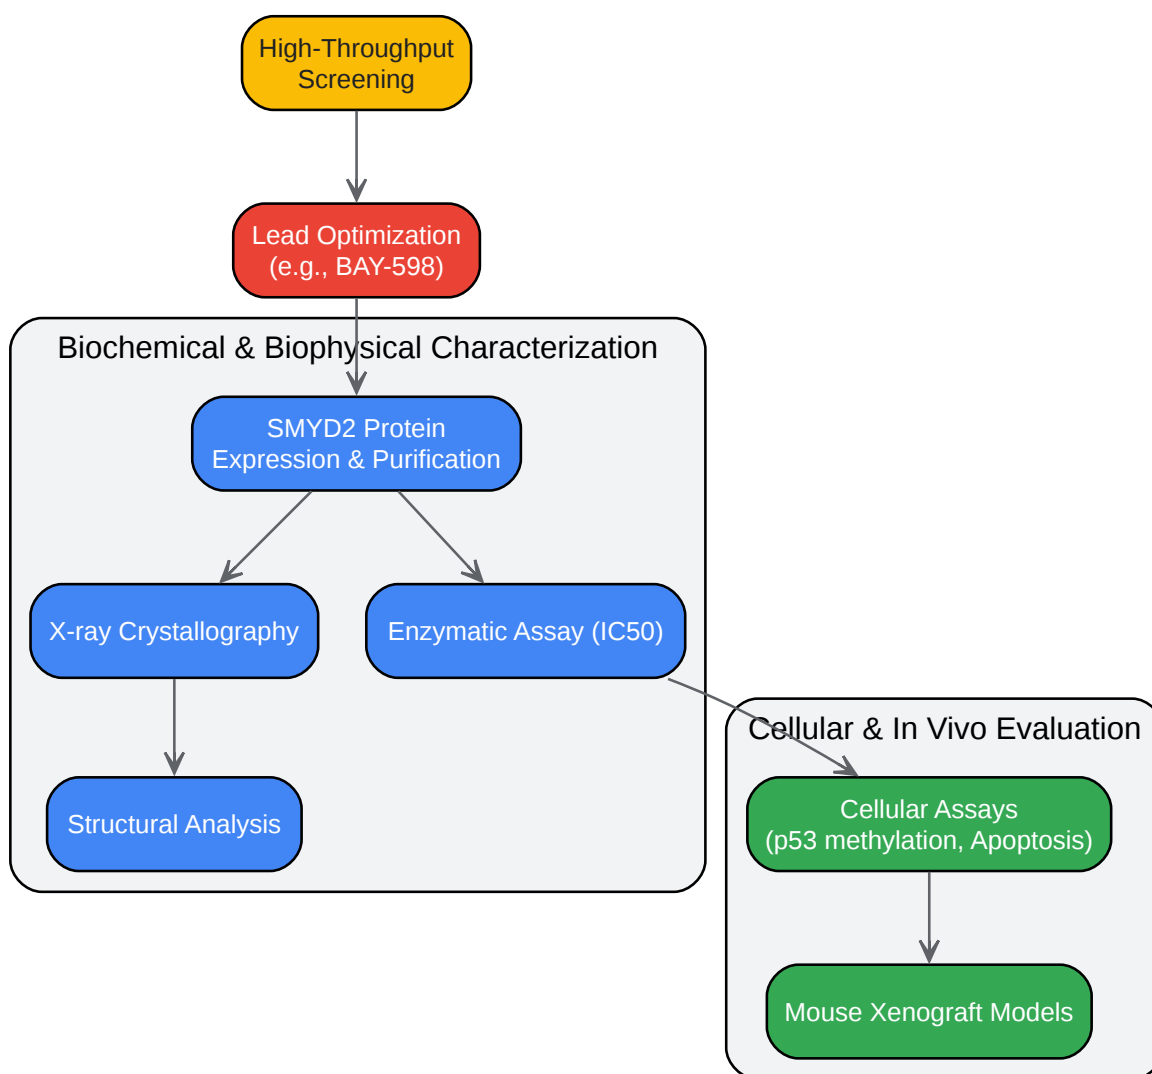 High-Throughput
Screening
Lead Optimization
(e.g., BAY-598)
Biochemical & Biophysical Characterization
SMYD2 Protein
Expression & Purification
X-ray Crystallography
Enzymatic Assay (IC50)
Structural Analysis
Cellular & In Vivo Evaluation
Cellular Assays
(p53 methylation, Apoptosis)
Mouse Xenograft Models